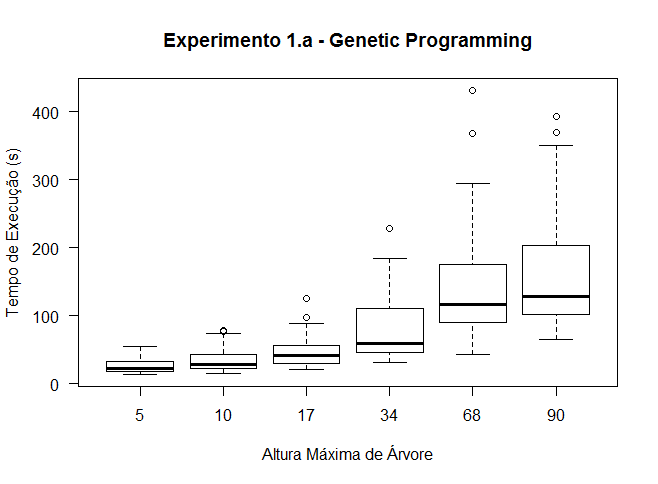 Experimento 1.a - Genetic Programming
Tempo de Execução (s)
400
300
200
100
0
5 10 17 34 68 90
Altura Máxima de Árvore